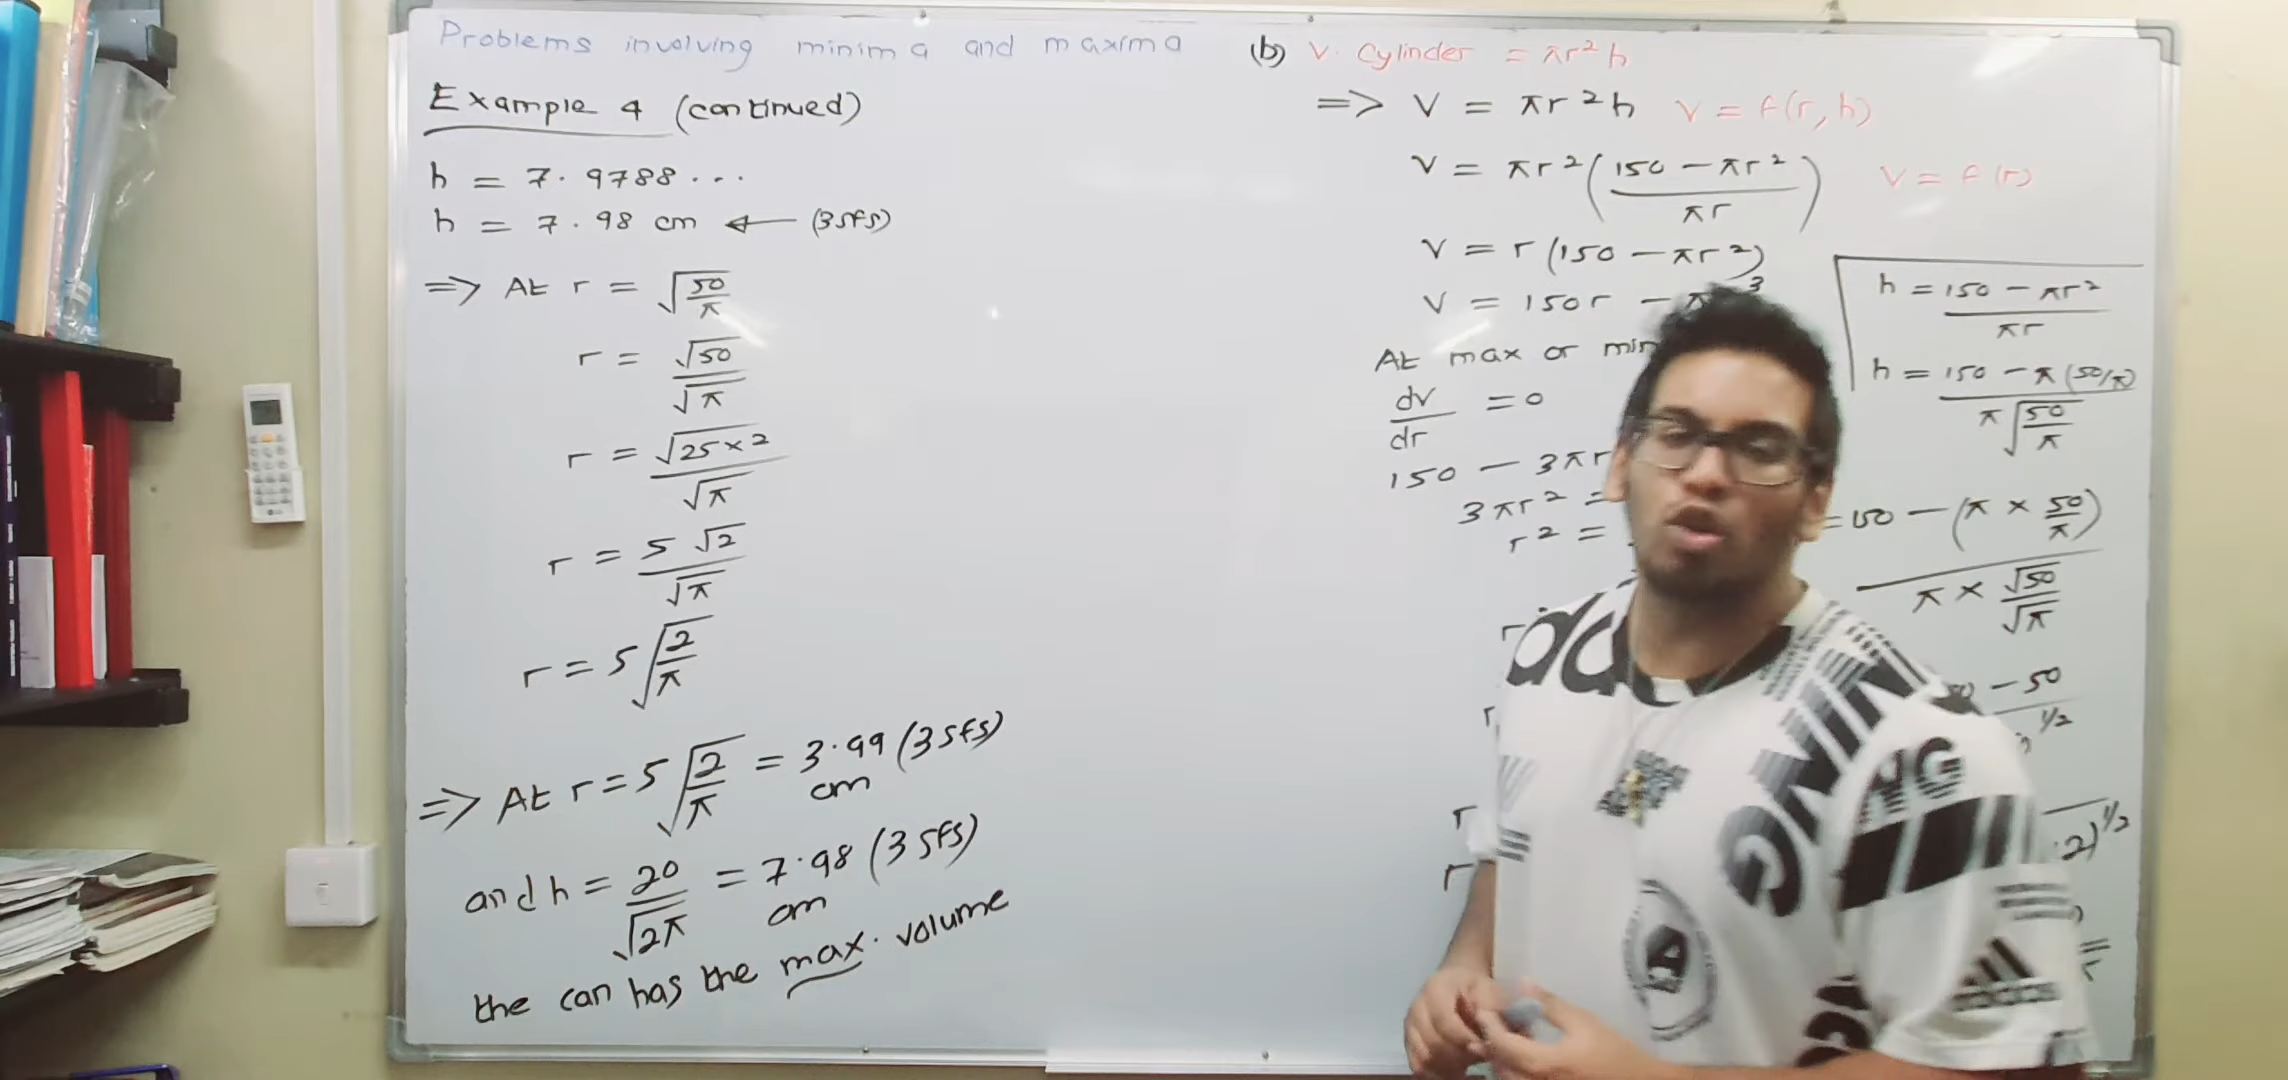 Problems involving minima and maxima
Example 4 (continued)
h = 7.9788...
h = 7.98 cm ← (3sfs)
=> At r = √(50/π)
r = √50/√π
r = √(25×2)/√π
r = 5√2/√π
r = 5√(2/π)
=> At r = 5√(2/π) = 3.99 (3sfs) cm
and h = 20/√(2π) = 7.98 (3sfs) cm
the can has the max. volume
(b) V. Cylinder = πr²h
=> V = πr²h V = f(r, h)
V = πr²((150 − πr²)/πr) V = f(r)
V = r(150 − πr²)
V = 150r −
At max or min
dv/dr = 0
150 − 3πr
3πr² =
r² =
h = (150 − πr²)/πr
h = (150 − π(50/π))/(π√(50/π))
= (150 − (π × 50/π))/(π × √50/√π)
− 50
1/2
·2)^1/2
NG
adidas